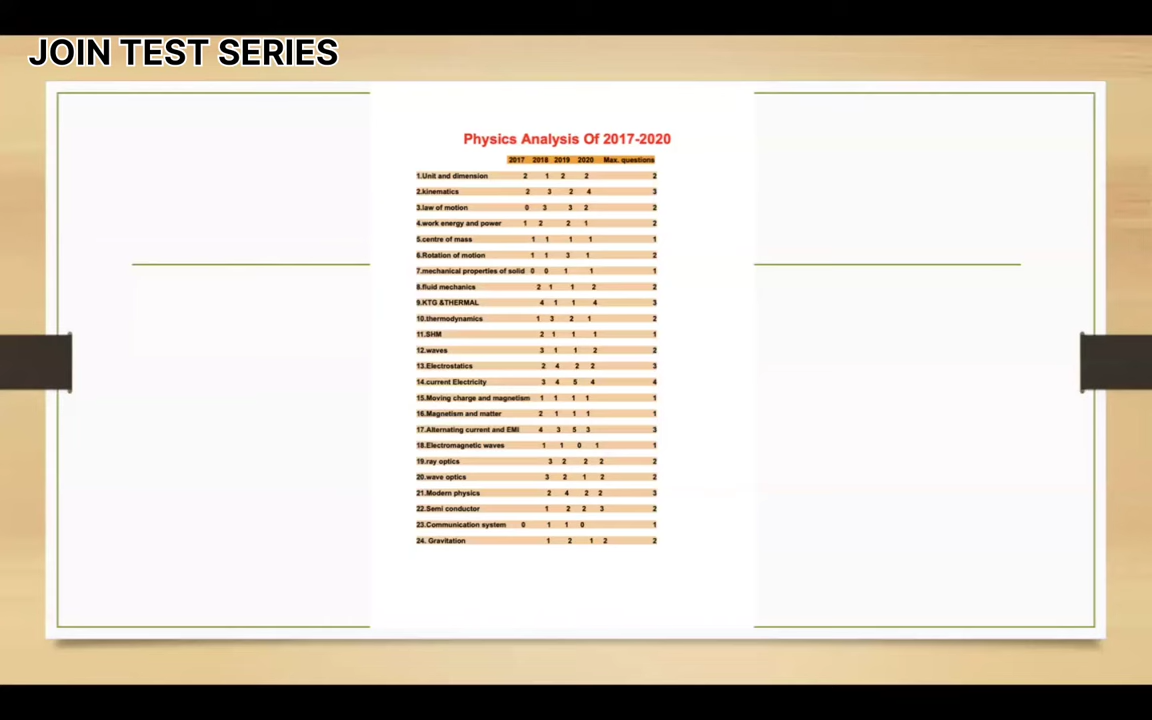 JOIN TEST SERIES
Physics Analysis Of 2017-2020
2017 2018 2019 2020 Max. questions
1.Unit and dimension 2 1 2 2 2
2.kinematics 2 3 2 4 3
3.law of motion 0 3 3 2 2
4.work energy and power 1 2 2 1 2
5.centre of mass 1 1 1 1 1
6.Rotation of motion 1 1 3 1 2
7.mechanical properties of solid 0 0 1 1 1
8.fluid mechanics 2 1 1 2 2
9.KTG &THERMAL 4 1 1 4 3
10.thermodynamics 1 3 2 1 2
11.SHM 2 1 1 1 1
12.waves 3 1 1 2 2
13.Electrostatics 2 4 2 2 3
14.current Electricity 3 4 5 4 4
15.Moving charge and magnetism 1 1 1 1 1
16.Magnetism and matter 2 1 1 1 1
17.Alternating current and EMI 4 3 5 3 3
18.Electromagnetic waves 1 1 0 1 1
19.ray optics 3 2 2 2 2
20.wave optics 3 2 1 2 2
21.Modern physics 2 4 2 2 3
22.Semi conductor 1 2 2 3 2
23.Communication system 0 1 1 0 1
24. Gravitation 1 2 1 2 2